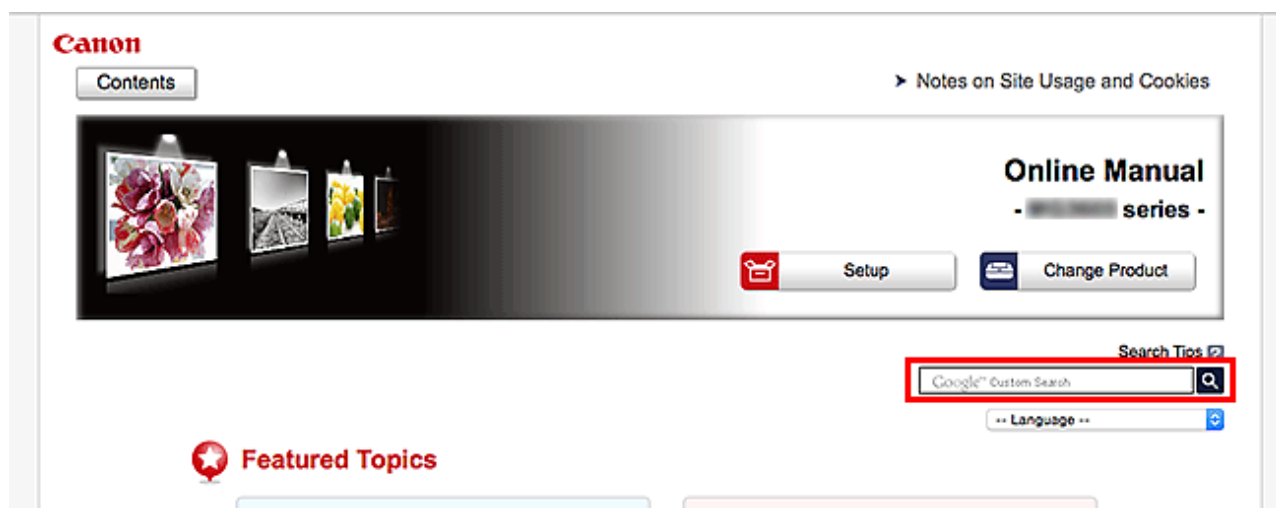 Canon
Contents
Notes on Site Usage and Cookies
Online Manual
- series -
Setup
Change Product
Search Tips
Google™ Custom Search
-- Language --
Featured Topics